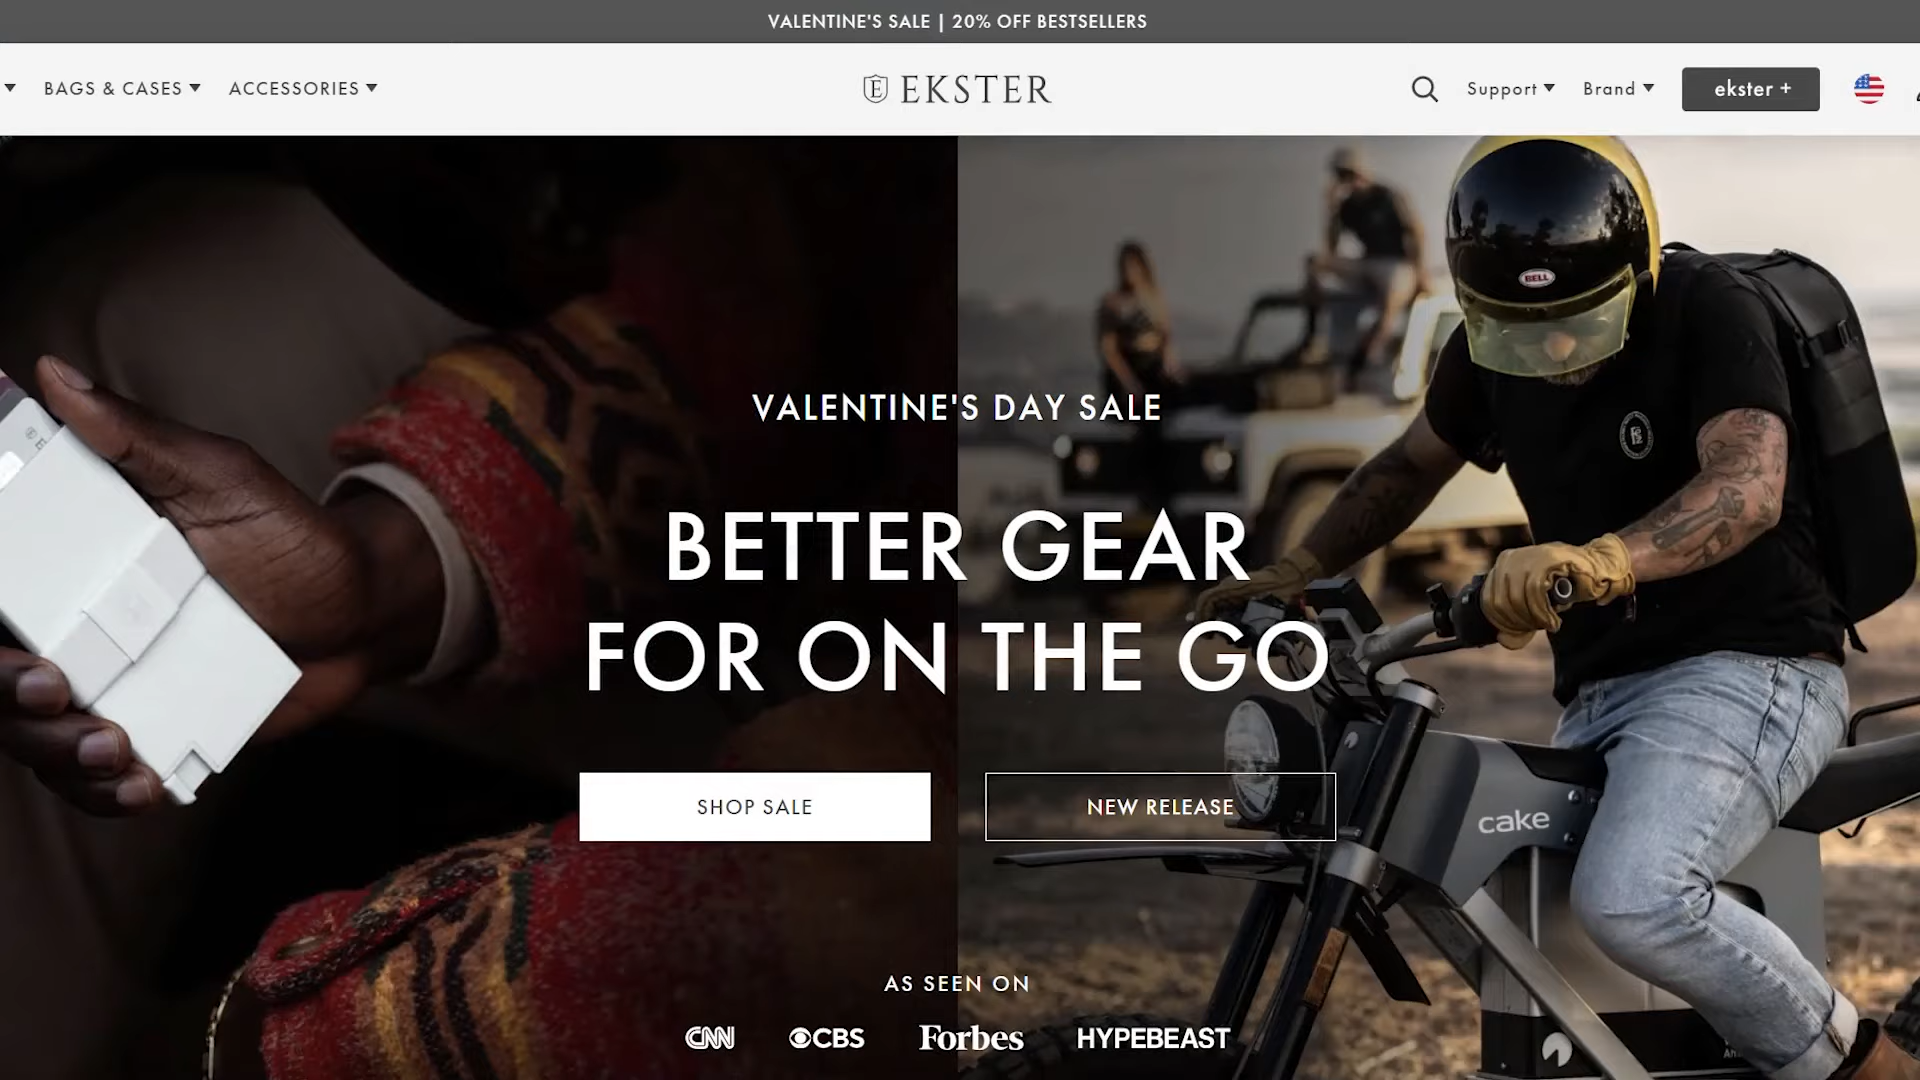 VALENTINE'S SALE | 20% OFF BESTSELLERS
BAGS & CASES ACCESSORIES E EKSTER Support Brand ekster +
BELL
VALENTINE'S DAY SALE
BETTER GEAR
FOR ON THE GO
SHOP SALE NEW RELEASE
cake
AS SEEN ON
CNN CBS Forbes HYPEBEAST